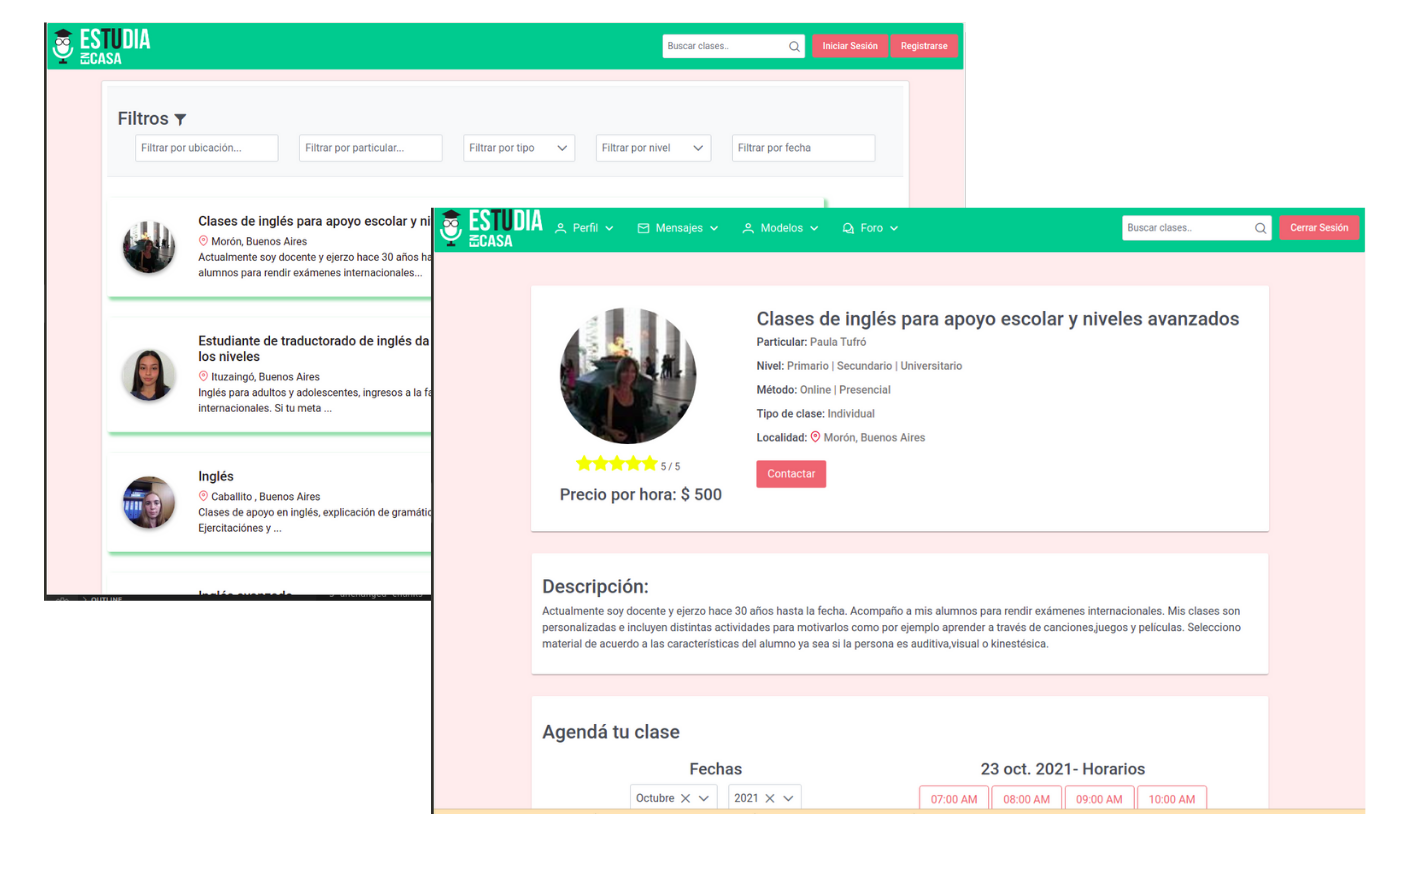 ESTUDIA
EN CASA
Buscar clases..
Iniciar Sesión
Registrarse
Filtros
Filtrar por ubicación...
Filtrar por particular...
Filtrar por tipo
Filtrar por nivel
Filtrar por fecha
Clases de inglés para apoyo escolar y ni
Morón, Buenos Aires
Actualmente soy docente y ejerzo hace 30 años ha
alumnos para rendir exámenes internacionales...
Estudiante de traductorado de inglés da
los niveles
Ituzaingó, Buenos Aires
Inglés para adultos y adolescentes, ingresos a la fa
internacionales. Si tu meta ...
Inglés
Caballito , Buenos Aires
Clases de apoyo en inglés, explicación de gramátic
Ejercitaciónes y ...
Inglés avanzado
OUTLINE
ESTUDIA
EN CASA
Perfil
Mensajes
Modelos
Foro
Buscar clases..
Cerrar Sesión
Clases de inglés para apoyo escolar y niveles avanzados
Particular: Paula Tufró
Nivel: Primario | Secundario | Universitario
Método: Online | Presencial
Tipo de clase: Individual
Localidad: Morón, Buenos Aires
Contactar
5 / 5
Precio por hora: $ 500
Descripción:
Actualmente soy docente y ejerzo hace 30 años hasta la fecha. Acompaño a mis alumnos para rendir exámenes internacionales. Mis clases son
personalizadas e incluyen distintas actividades para motivarlos como por ejemplo aprender a través de canciones,juegos y películas. Selecciono
material de acuerdo a las características del alumno ya sea si la persona es auditiva,visual o kinestésica.
Agendá tu clase
Fechas
Octubre
2021
23 oct. 2021- Horarios
07:00 AM
08:00 AM
09:00 AM
10:00 AM